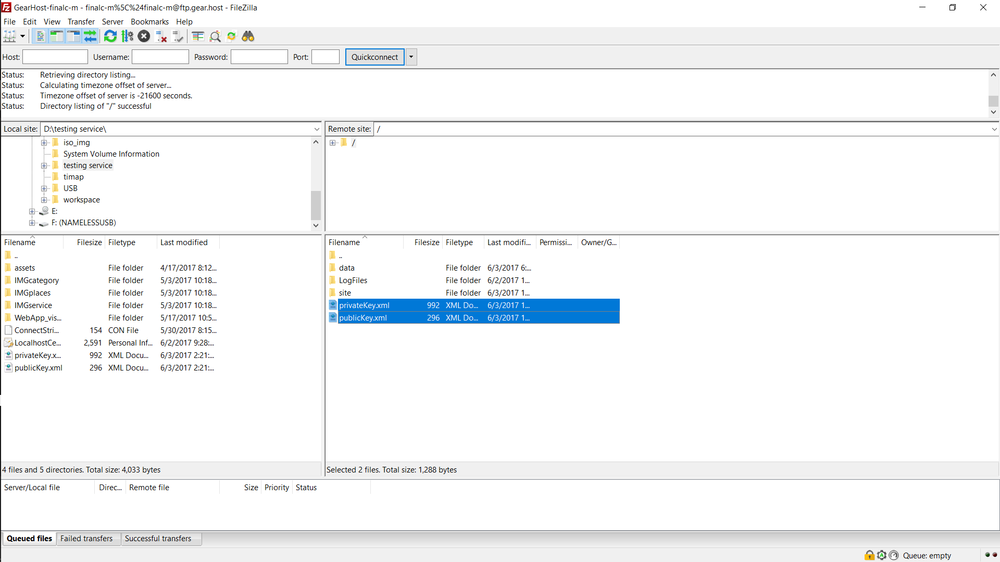 GearHost-finalc-m - finalc-m%5C%24finalc-m@ftp.gear.host - FileZilla
File Edit View Transfer Server Bookmarks Help
Host: Username: Password: Port: Quickconnect
Status: Retrieving directory listing...
Status: Calculating timezone offset of server...
Status: Timezone offset of server is -21600 seconds.
Status: Directory listing of "/" successful
Local site: D:\testing service\
iso_img
System Volume Information
testing service
timap
USB
workspace
E:
F: (NAMELESSUSB)
Remote site: /
/
Filename Filesize Filetype Last modified
..
assets File folder 4/17/2017 8:12...
IMGcategory File folder 5/3/2017 10:18...
IMGplaces File folder 5/3/2017 10:18...
IMGservice File folder 5/3/2017 10:18...
WebApp_vis... File folder 5/17/2017 10:5...
ConnectStri... 154 CON File 5/30/2017 8:15...
LocalhostCe... 2,591 Personal Inf... 6/2/2017 9:28:...
privateKey.x... 992 XML Docu... 6/3/2017 2:21:...
publicKey.xml 296 XML Docu... 6/3/2017 2:21:...
4 files and 5 directories. Total size: 4,033 bytes
Filename Filesize Filetype Last modifi... Permissi... Owner/G...
..
data File folder 6/3/2017 6:...
LogFiles File folder 6/2/2017 1...
site File folder 6/3/2017 1...
privateKey.xml 992 XML Do... 6/3/2017 1...
publicKey.xml 296 XML Do... 6/3/2017 1...
Selected 2 files. Total size: 1,288 bytes
Server/Local file Direc... Remote file Size Priority Status
Queued files Failed transfers Successful transfers
Queue: empty